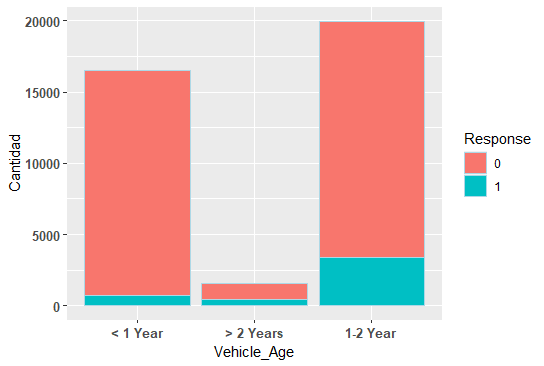 20000
15000
10000
5000
0
Cantidad
< 1 Year
> 2 Years
1-2 Year
Vehicle_Age
Response
0
1